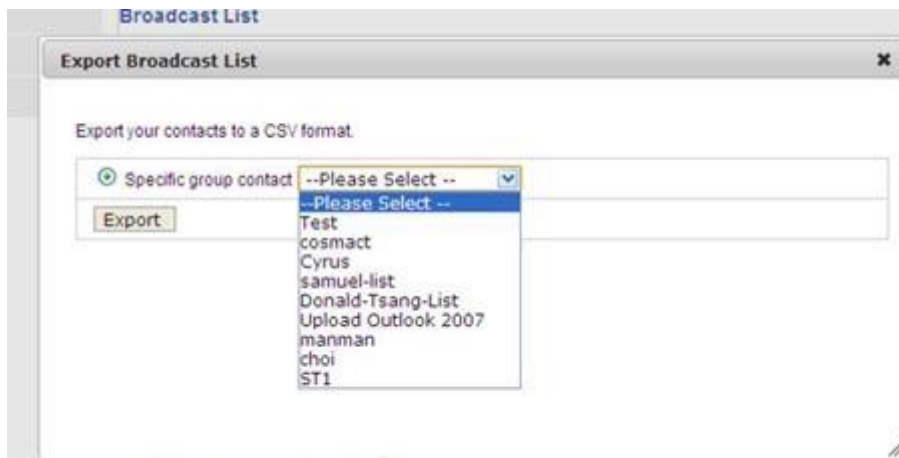 Broadcast List
Export Broadcast List
Export your contacts to a CSV format.
Specific group contact --Please Select --
--Please Select --
Export
Test
cosmact
Cyrus
samuel-list
Donald-Tsang-List
Upload Outlook 2007
manman
choi
ST1